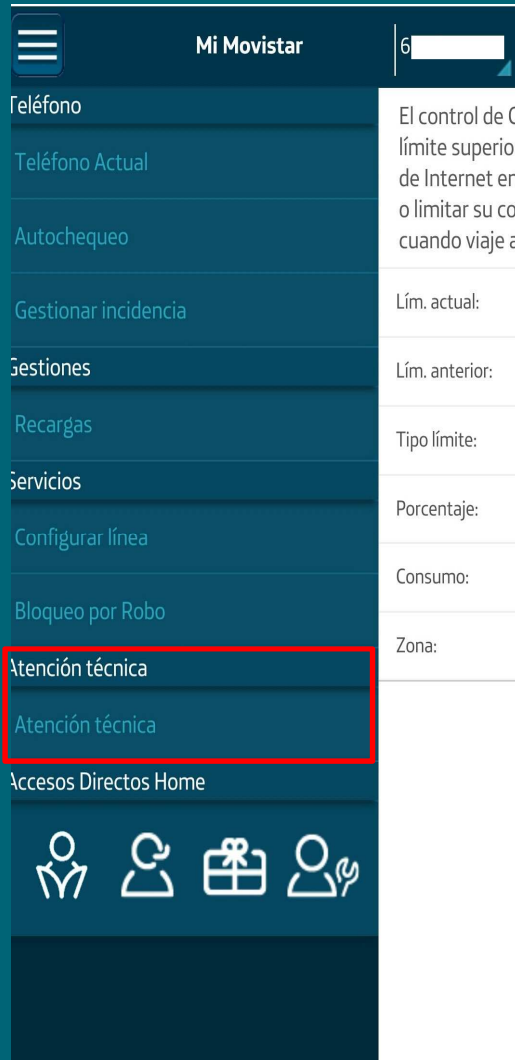 Mi Movistar
6
Teléfono
Teléfono Actual
Autochequeo
Gestionar incidencia
Gestiones
Recargas
Servicios
Configurar línea
Bloqueo por Robo
Atención técnica
Atención técnica
Accesos Directos Home
El control de
límite superio
de Internet en
o limitar su co
cuando viaje a
Lím. actual:
Lím. anterior:
Tipo límite:
Porcentaje:
Consumo:
Zona: